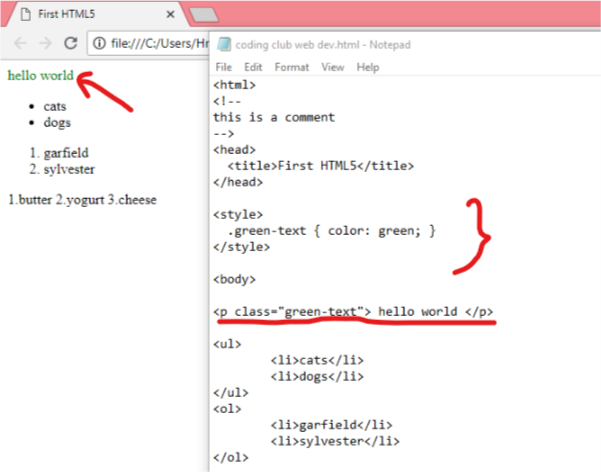 First HTML5
file:///C:/Users/Hr
hello world
cats
dogs
1. garfield
2. sylvester
1.butter 2.yogurt 3.cheese
coding club web dev.html - Notepad
File Edit Format View Help
<html>
<!--
this is a comment
-->
<head>
<title>First HTML5</title>
</head>
<style>
.green-text { color: green; }
</style>
<body>
<p class="green-text"> hello world </p>
<ul>
<li>cats</li>
<li>dogs</li>
</ul>
<ol>
<li>garfield</li>
<li>sylvester</li>
</ol>